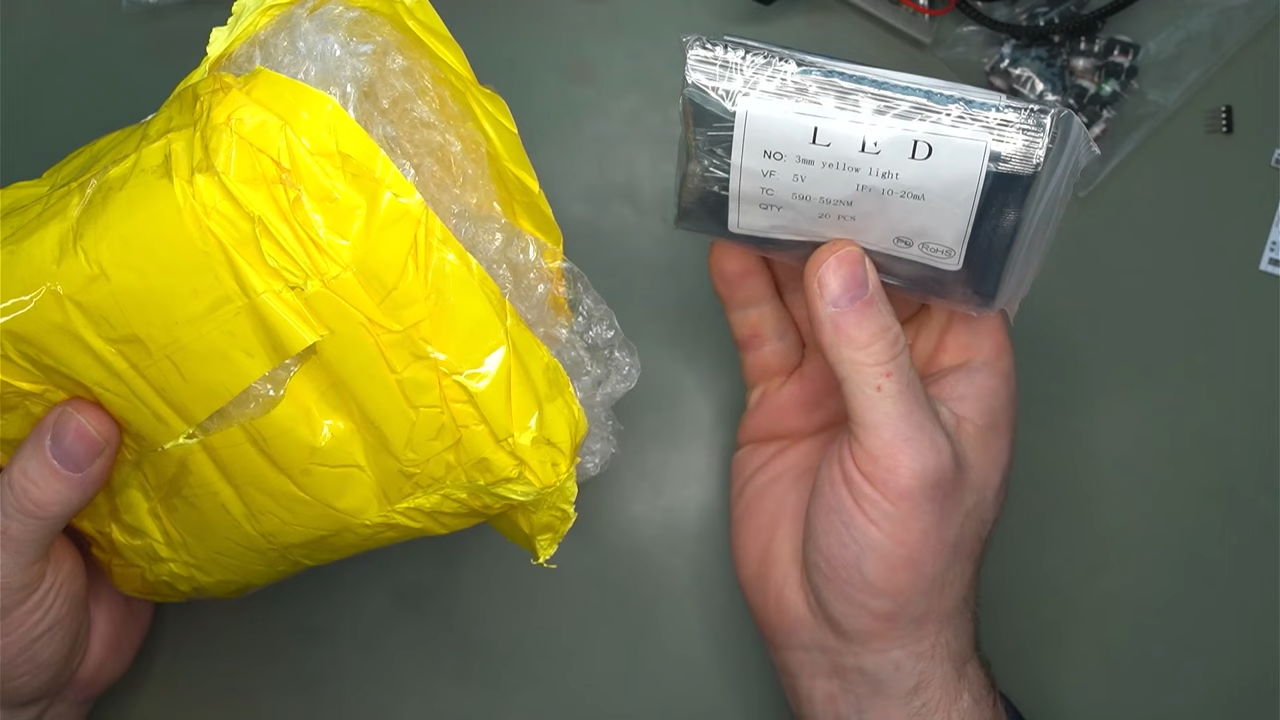 L E D
NO: 3mm yellow light
VF: 5V IF: 10-20mA
TC 590-592NM
QTY 20 PCS
Pb RoHS